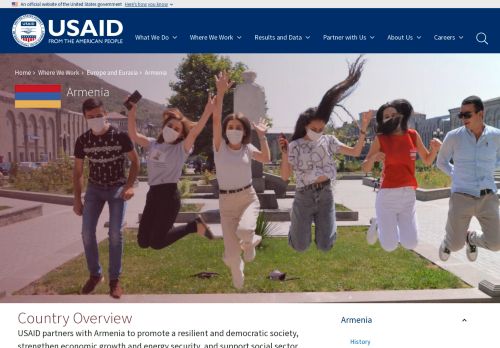 An official website of the United States government Here's how you know
USAID
FROM THE AMERICAN PEOPLE
What We Do
Where We Work
Results and Data
Partner with Us
About Us
Careers
Home › Where We Work › Europe and Eurasia › Armenia
Armenia
Country Overview
USAID partners with Armenia to promote a resilient and democratic society,
strengthen economic growth and energy security, and support social sector
Armenia
History